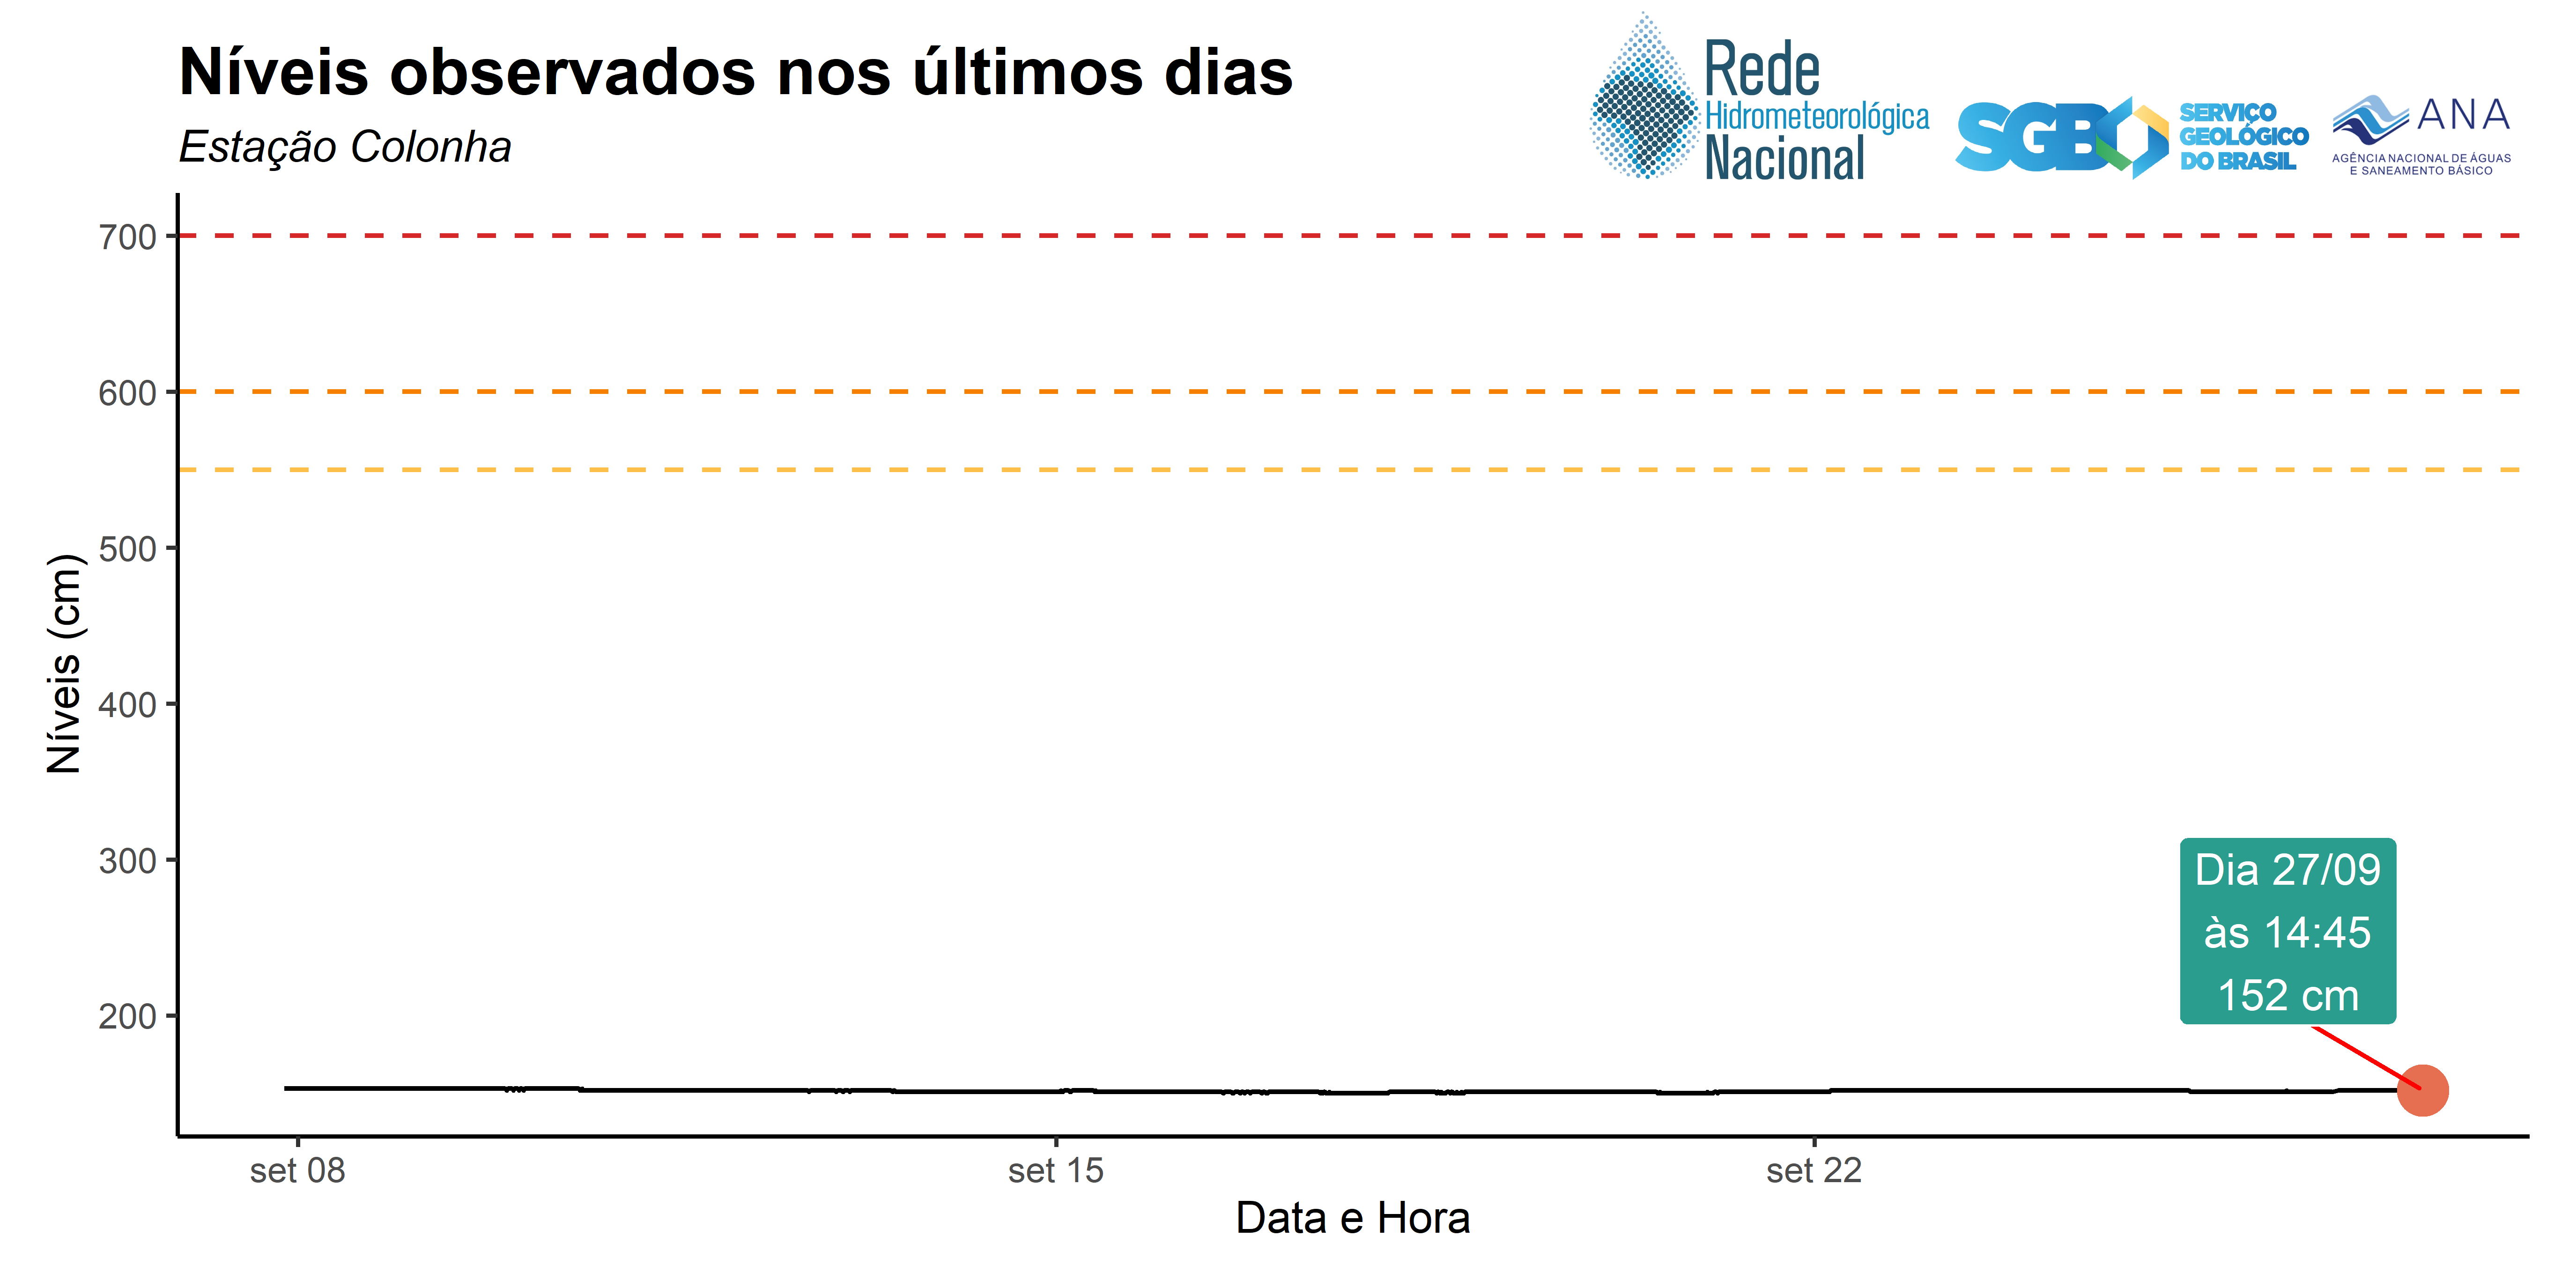 Níveis observados nos últimos dias
Estação Colonha
Rede
Hidrometeorológica
Nacional
SGB
SERVIÇO
GEOLÓGICO
DO BRASIL
ANA
AGÊNCIA NACIONAL DE ÁGUAS
E SANEAMENTO BÁSICO
Níveis (cm)
700
600
500
400
300
200
Dia 27/09
às 14:45
152 cm
set 08
set 15
set 22
Data e Hora